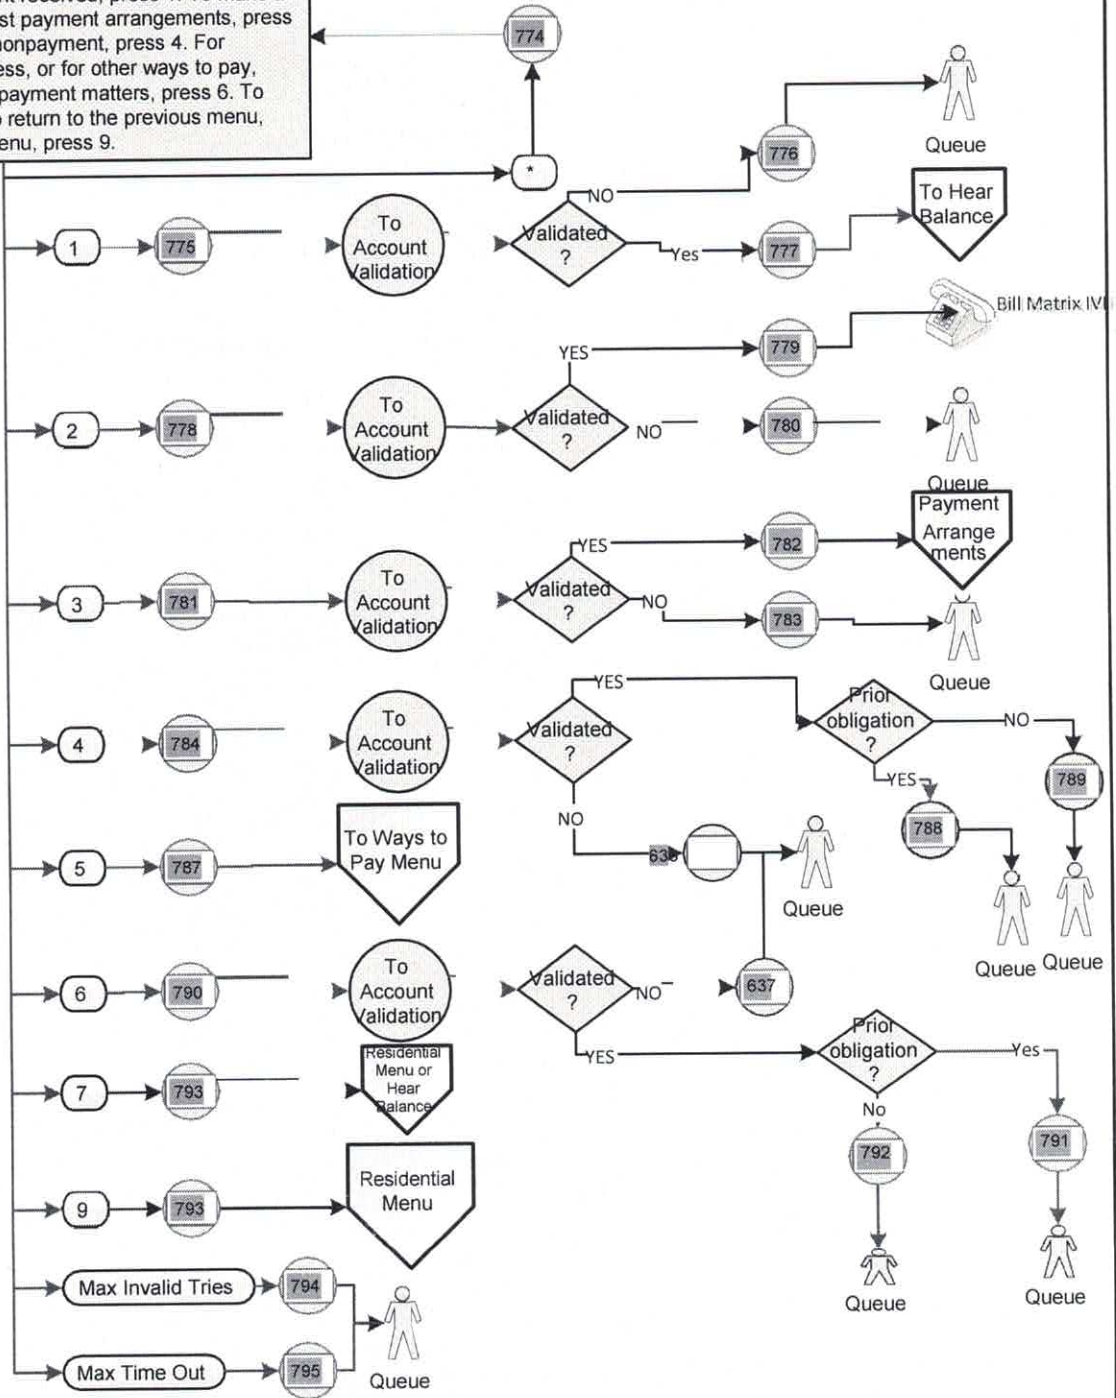 nt received, press 1. To make a
st payment arrangements, press
nonpayment, press 4. For
ess, or for other ways to pay,
payment matters, press 6. To
o return to the previous menu,
enu, press 9.
774
*
NO
776
Queue
1
775
To
Account
Validation
Validated
?
Yes
777
To Hear
Balance
2
778
To
Account
Validation
Validated
?
YES
779
Bill Matrix IVR
NO
780
Queue
3
781
To
Account
Validation
Validated
?
YES
782
Payment
Arrange
ments
NO
783
Queue
4
784
To
Account
Validation
Validated
?
YES
Prior
obligation
?
NO
789
Queue
YES
788
Queue
NO
Queue
5
787
To Ways to
Pay Menu
6
790
To
Account
Validation
Validated
?
NO
637
YES
Prior
obligation
?
Yes
791
Queue
No
792
Queue
7
793
Residential
Menu or
Hear
Balance
9
793
Residential
Menu
Max Invalid Tries
794
Max Time Out
795
Queue